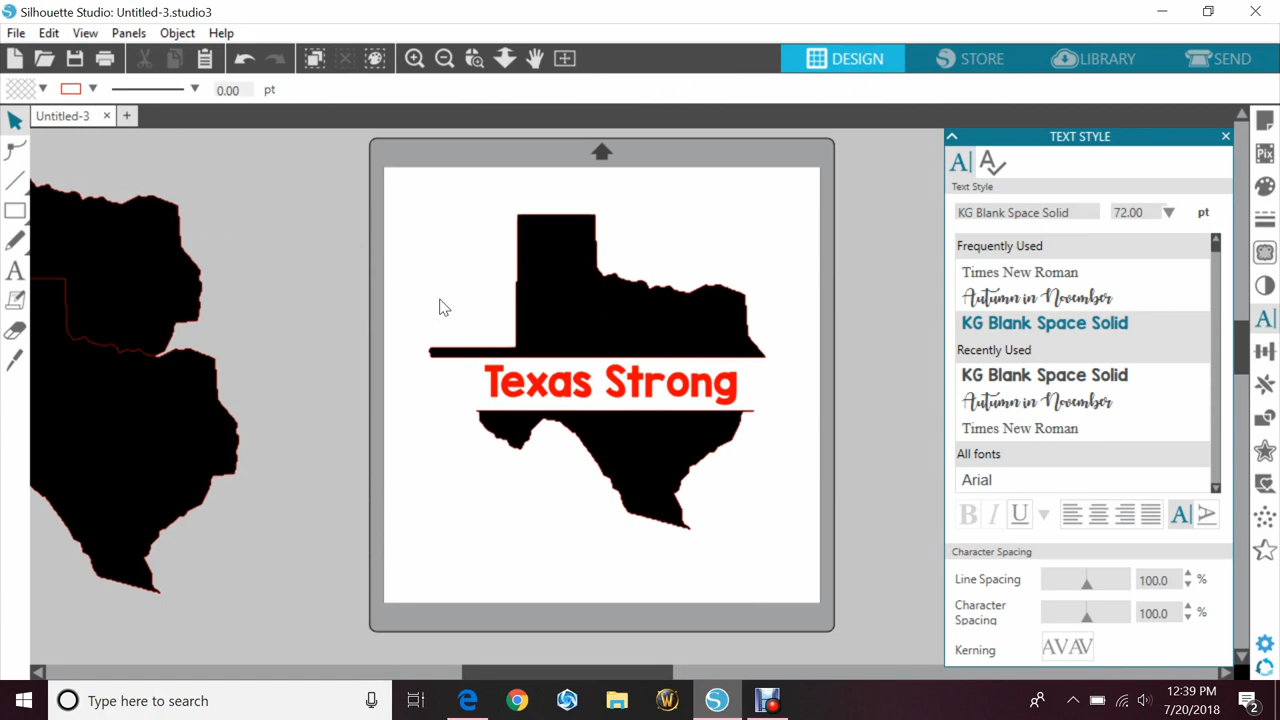 Silhouette Studio: Untitled-3.studio3
File Edit View Panels Object Help
DESIGN STORE LIBRARY SEND
0.00 pt
Untitled-3
TEXT STYLE
A
Text Style
KG Blank Space Solid 72.00 pt
Frequently Used
Times New Roman
Autumn in November
KG Blank Space Solid
Recently Used
KG Blank Space Solid
Autumn in November
Times New Roman
All fonts
Arial
B I U
Character Spacing
Line Spacing 100.0 %
Character Spacing 100.0 %
Kerning AV AV
Texas Strong
Pix
A
Type here to search
12:39 PM
7/20/2018
2